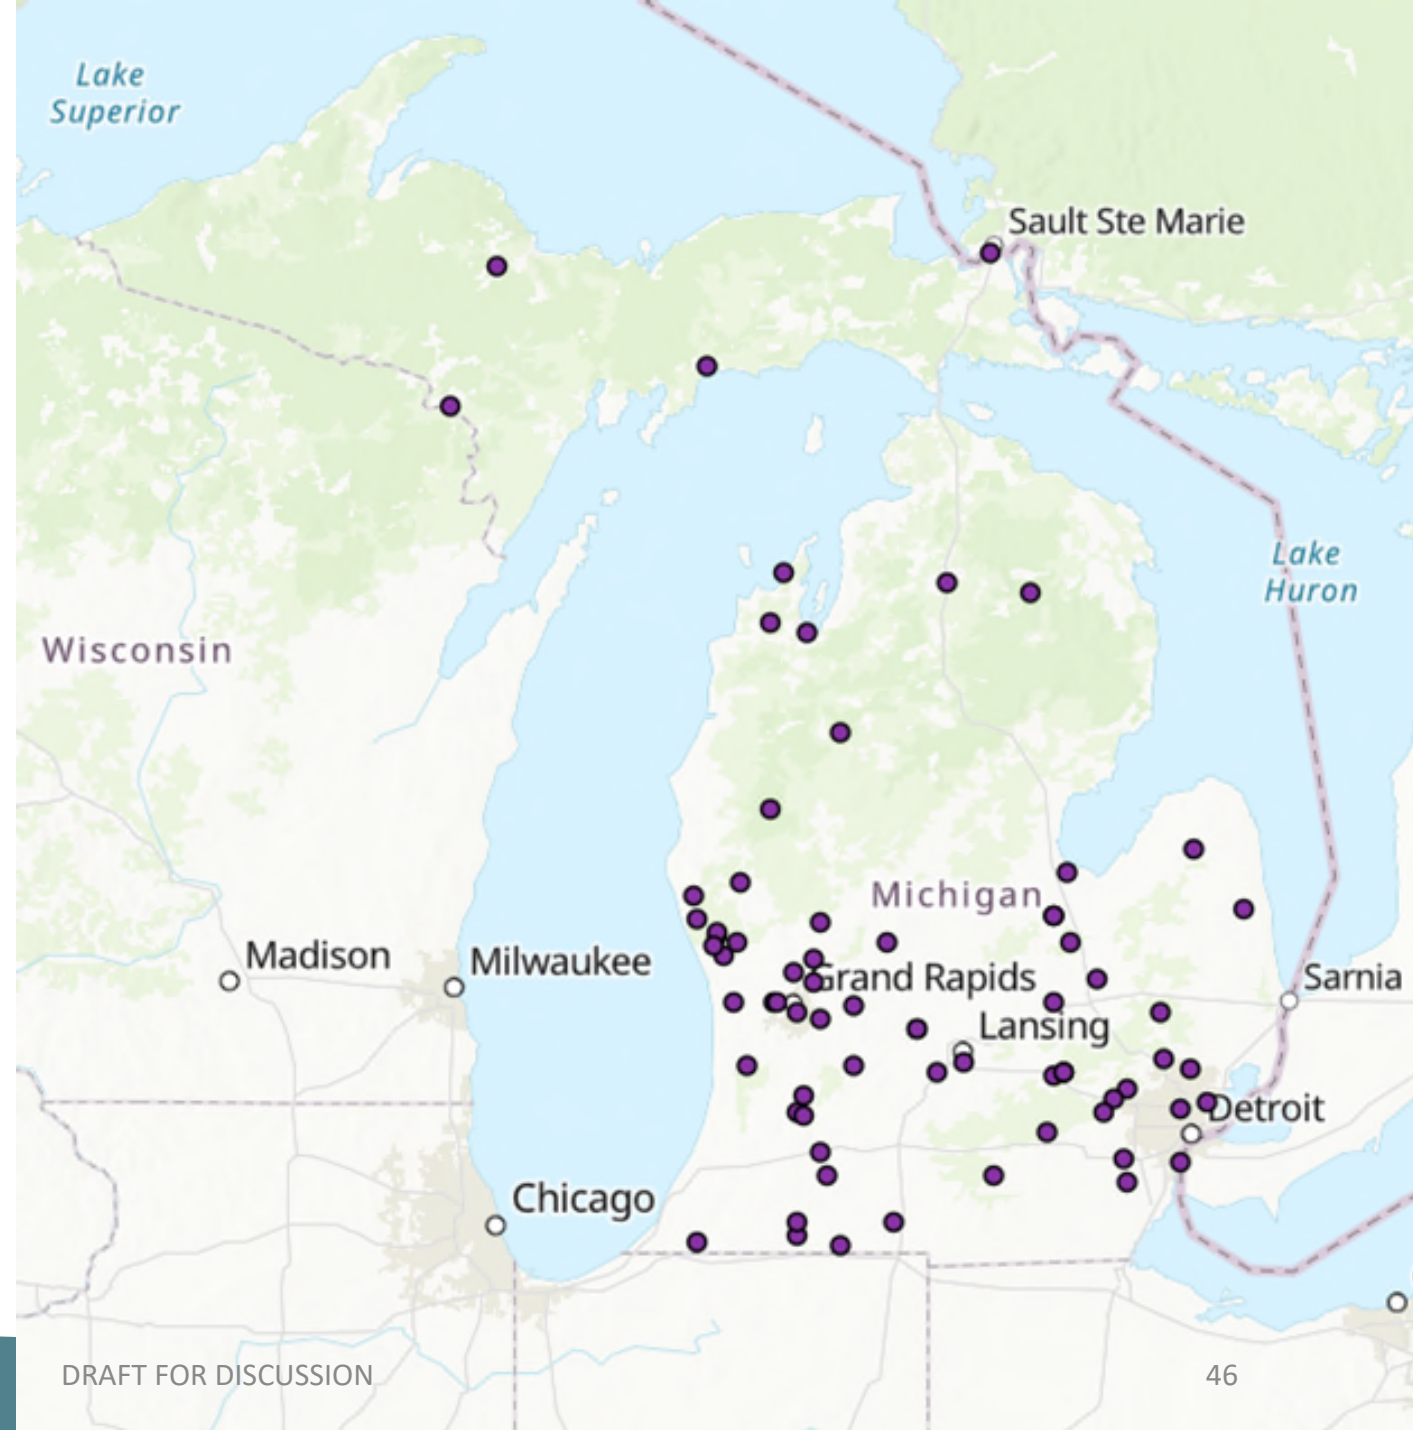 Lake
Superior
Sault Ste Marie
Lake
Huron
Wisconsin
Michigan
Madison
Milwaukee
Grand Rapids
Sarnia
Lansing
Detroit
Chicago
DRAFT FOR DISCUSSION
46